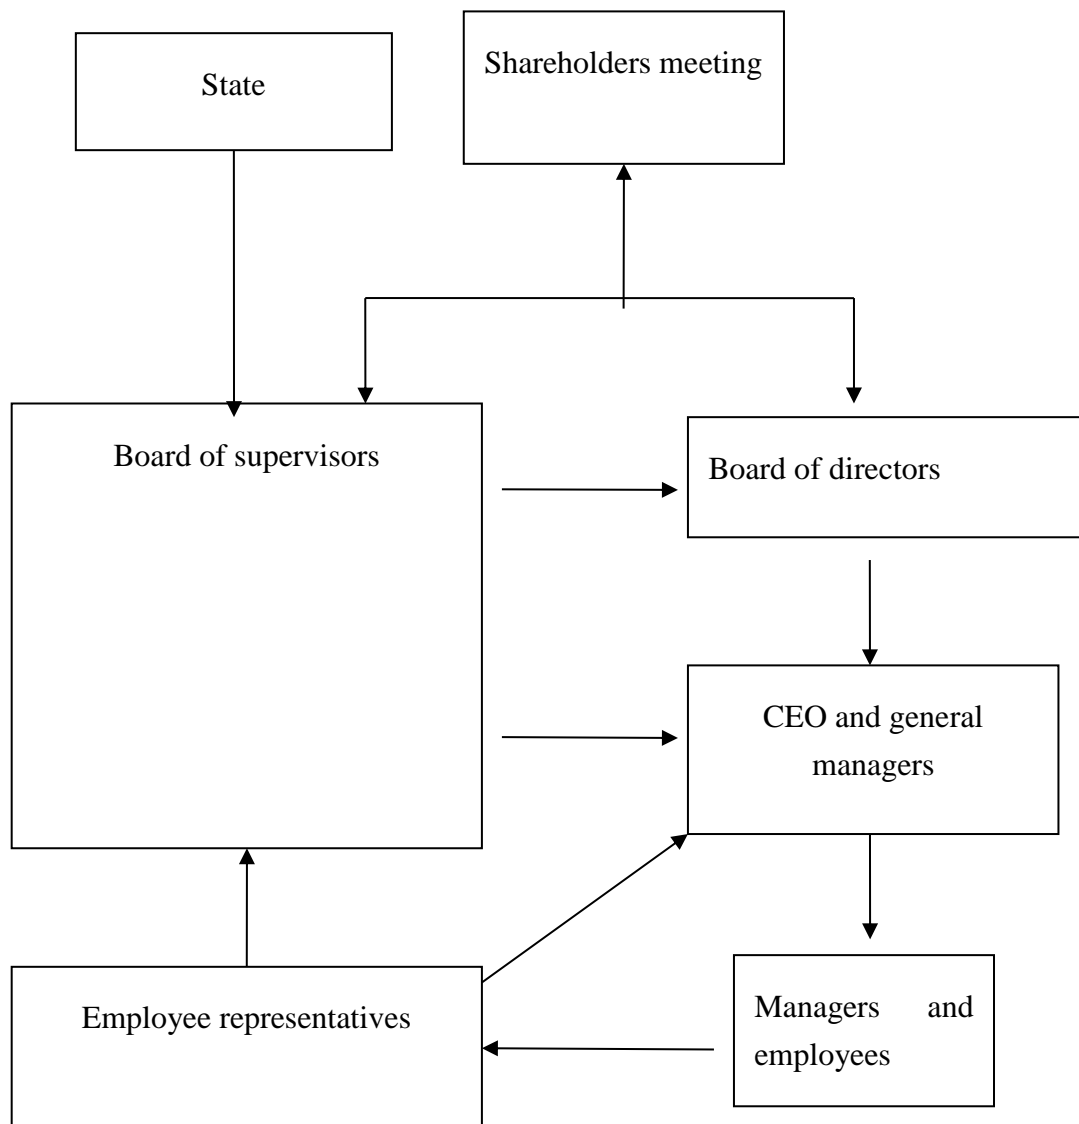 State
Shareholders meeting
Board of supervisors
Board of directors
CEO and general
managers
Employee representatives
Managers and
employees